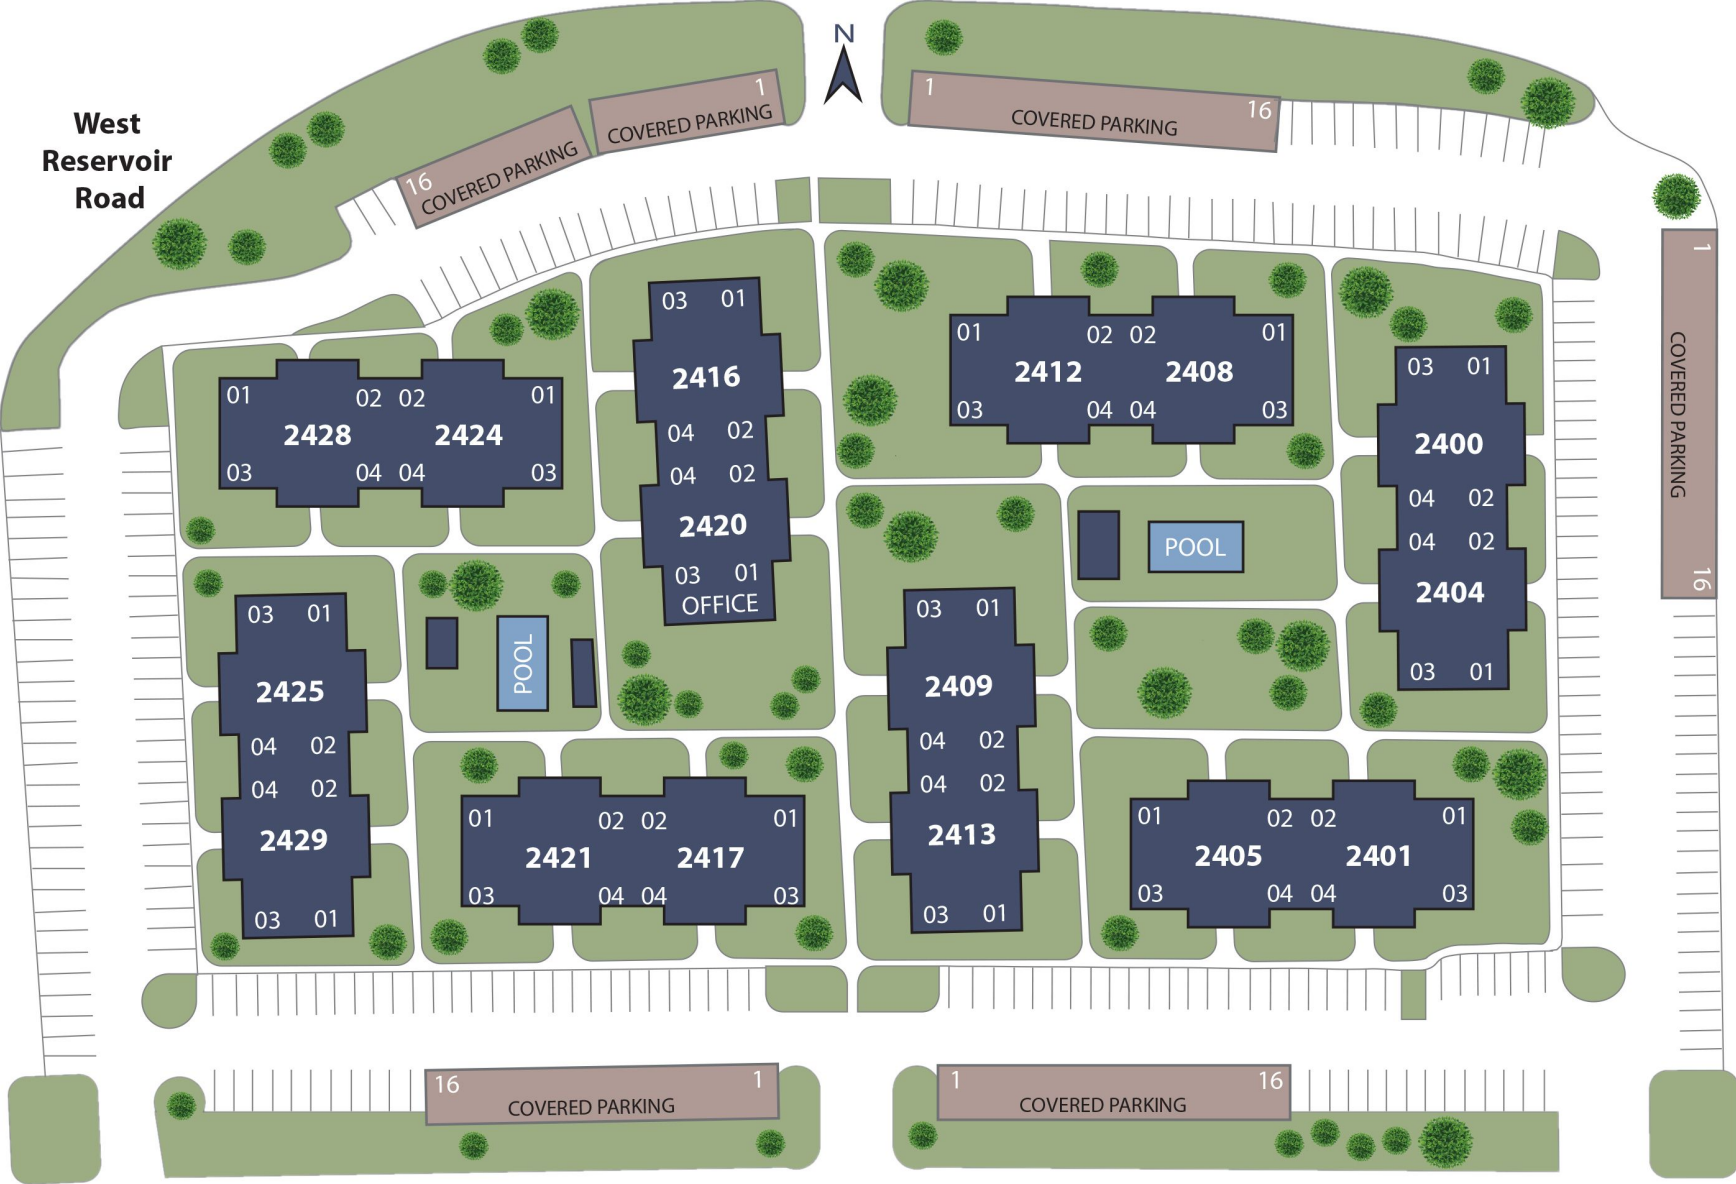 N
West
Reservoir
Road
1
COVERED PARKING
16
COVERED PARKING
1
COVERED PARKING
16
1
COVERED PARKING
16
03 01
2416
04 02
04 02
2420
03 01
OFFICE
01 02 02 01
2412 2408
03 04 04 03
03 01
2400
04 02
04 02
2404
03 01
01 02 02 01
2428 2424
03 04 04 03
POOL
POOL
03 01
2425
04 02
04 02
2429
03 01
03 01
2409
04 02
04 02
2413
03 01
01 02 02 01
2421 2417
03 04 04 03
01 02 02 01
2405 2401
03 04 04 03
16 1
COVERED PARKING
1 16
COVERED PARKING